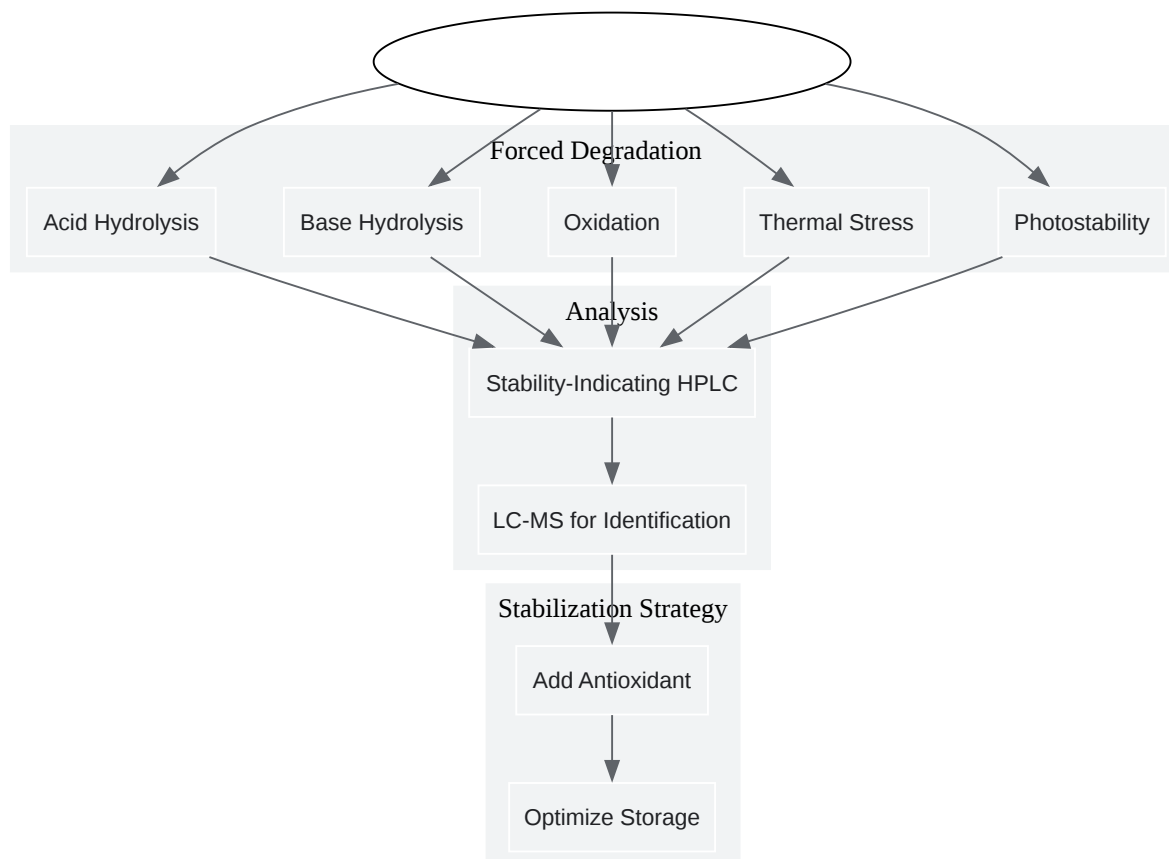 Forced Degradation
Acid Hydrolysis
Base Hydrolysis
Oxidation
Thermal Stress
Photostability
Analysis
Stability-Indicating HPLC
LC-MS for Identification
Stabilization Strategy
Add Antioxidant
Optimize Storage